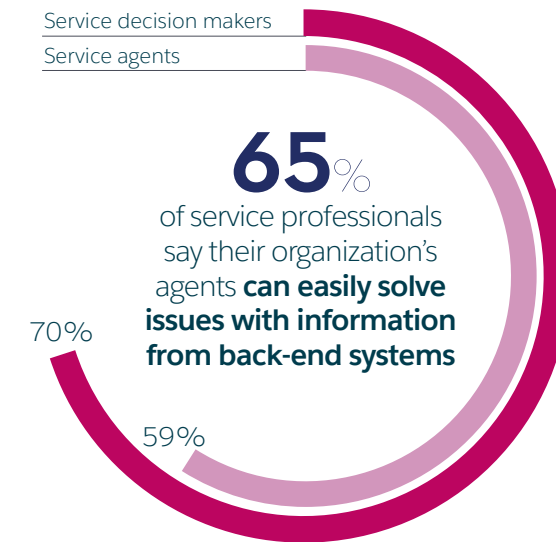 Service decision makers
Service agents
65%
of service professionals
say their organization’s
agents can easily solve
issues with information
from back-end systems
70%
59%